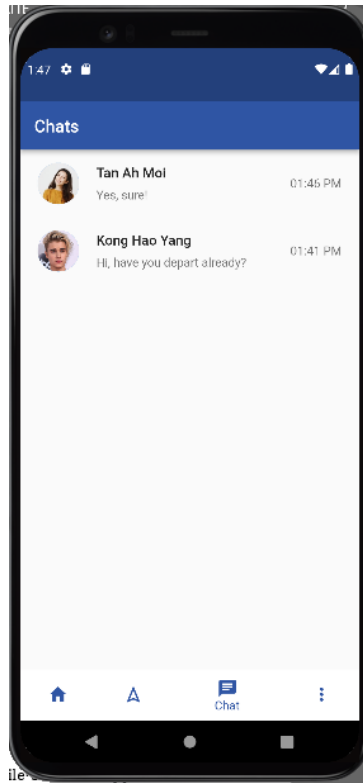 1:47
Chats
Tan Ah Moi
01:46 PM
Yes, sure!
Kong Hao Yang
01:41 PM
Hi, have you depart already?
Chat